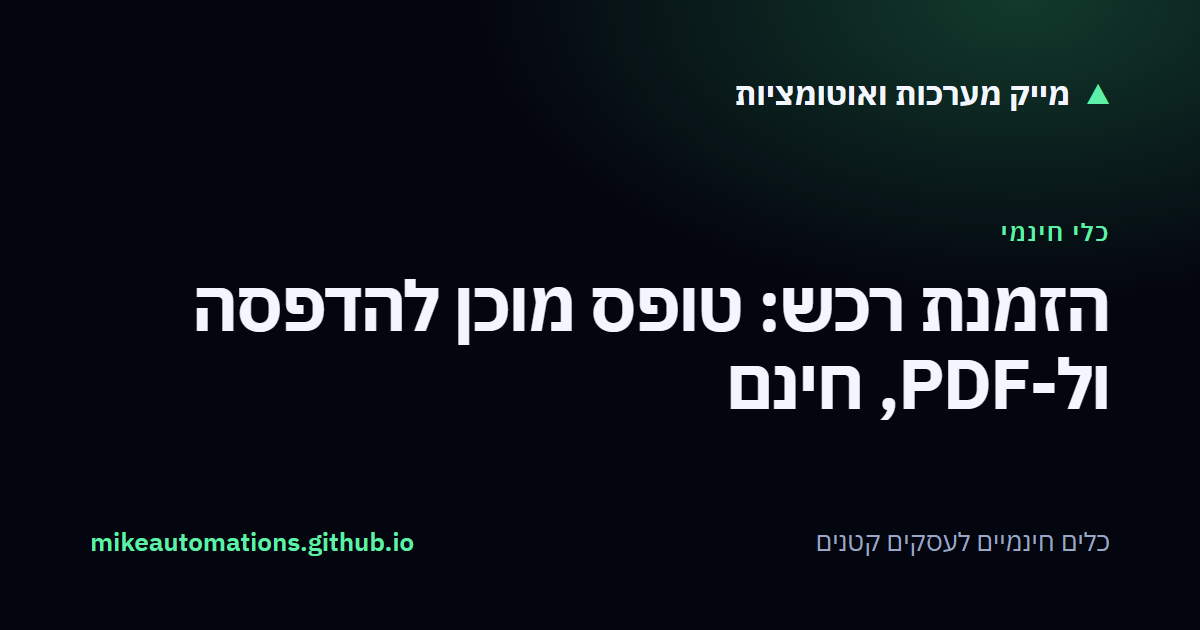 מייק מערכות ואוטומציות
כלי חינמי
הזמנת רכש: טופס מוכן להדפסה
ול-PDF, חינם
כלים חינמיים לעסקים קטנים
mikeautomations.github.io